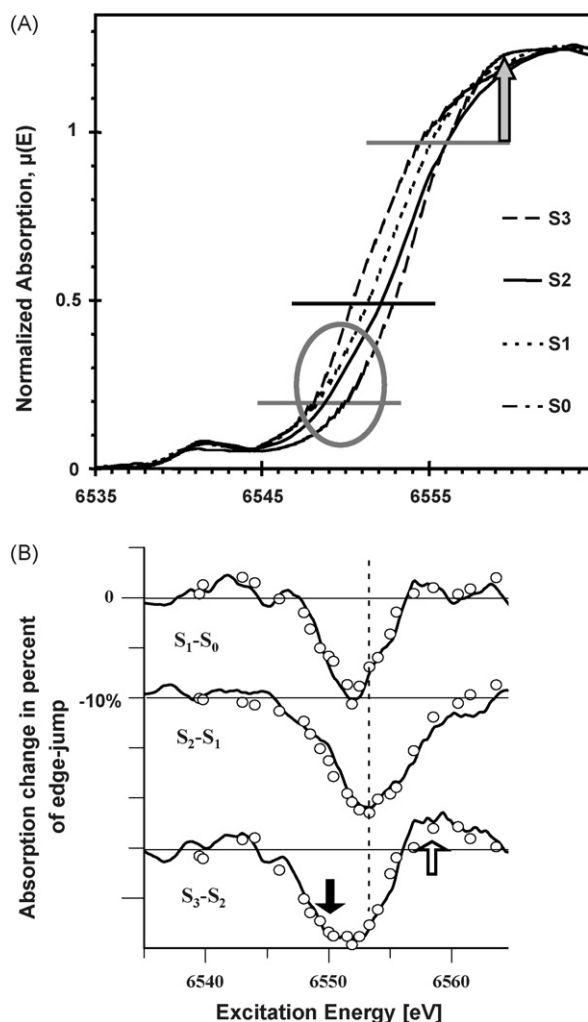 (A)
Normalized Absorption, µ(E)
1
0.5
0
6535
6545
6555
S3
S2
S1
S0
(B)
Absorption change in percent
of edge-jump
0
-10%
S₁-S₀
S₂-S₁
S₃-S₂
6540
6550
6560
Excitation Energy [eV]